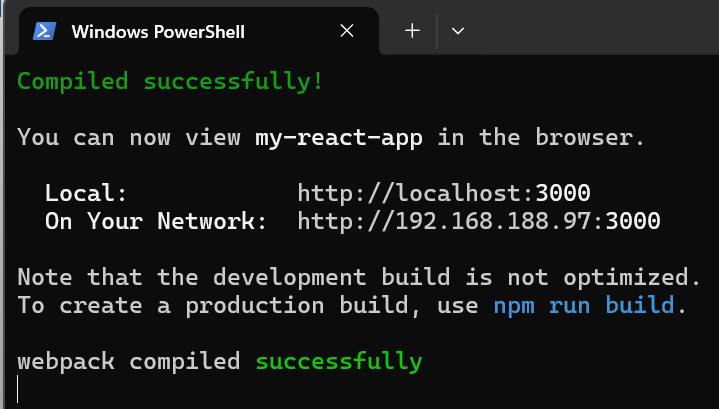 Windows PowerShell
Compiled successfully!
You can now view my-react-app in the browser.
Local: http://localhost:3000
On Your Network: http://192.168.188.97:3000
Note that the development build is not optimized.
To create a production build, use npm run build.
webpack compiled successfully